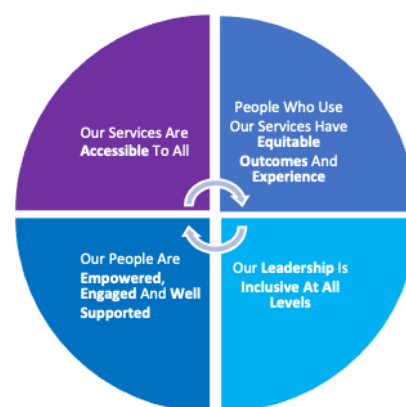 Our Services Are
Accessible To All
People Who Use
Our Services Have
Equitable
Outcomes And
Experience
Our People Are
Empowered,
Engaged And Well
Supported
Our Leadership Is
Inclusive At All
Levels